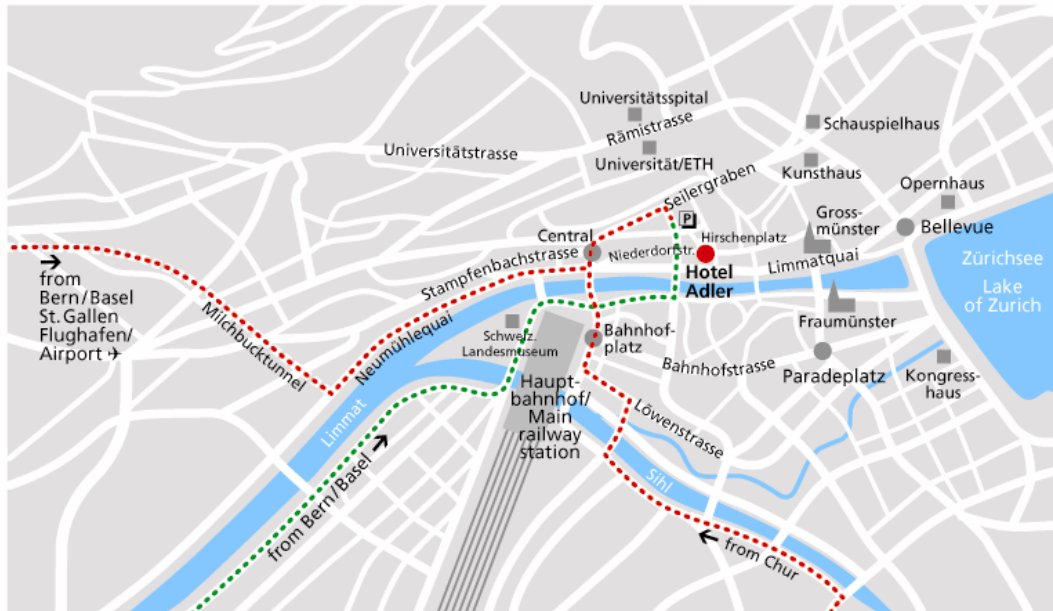 Universitätsspital
Rämistrasse
Schauspielhaus
Universitätstrasse
Universität/ETH
Kunsthaus
Seilergraben
Opernhaus
P
Gross-
münster
Bellevue
Central
Hirschenplatz
Niederdorfstr.
Limmatquai
Zürichsee
Lake
of Zurich
Hotel
Adler
Stampfenbachstrasse
from
Bern/Basel
St. Gallen
Flughafen/
Airport ✈
Milchbucktunnel
Neumühlequai
Fraumünster
Schweiz.
Landesmuseum
Bahnhof-
platz
Bahnhofstrasse
Paradeplatz
Kongress-
haus
Haupt-
bahnhof/
Main
railway
station
Löwenstrasse
Limmat
Sihl
from Bern/Basel
from Chur